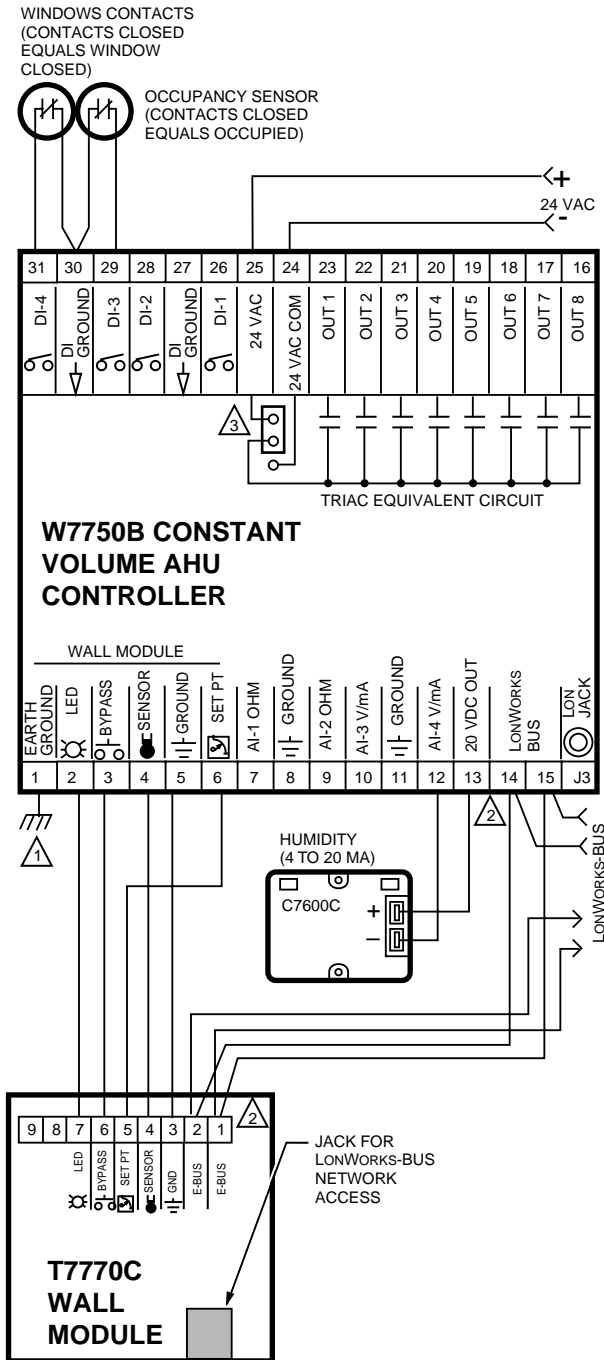 WINDOWS CONTACTS
(CONTACTS CLOSED
EQUALS WINDOW
CLOSED)
OCCUPANCY SENSOR
(CONTACTS CLOSED
EQUALS OCCUPIED)
+
24 VAC
-
31 30 29 28 27 26 25 24 23 22 21 20 19 18 17 16
DI-4
DI
GROUND
DI-3
DI-2
DI
GROUND
DI-1
24 VAC
24 VAC COM
OUT 1
OUT 2
OUT 3
OUT 4
OUT 5
OUT 6
OUT 7
OUT 8
3
TRIAC EQUIVALENT CIRCUIT
W7750B CONSTANT
VOLUME AHU
CONTROLLER
WALL MODULE
EARTH
GROUND
LED
BYPASS
SENSOR
GROUND
SET PT
AI-1 OHM
GROUND
AI-2 OHM
AI-3 V/mA
GROUND
AI-4 V/mA
20 VDC OUT
LONWORKS
BUS
LON
JACK
1 2 3 4 5 6 7 8 9 10 11 12 13 14 15 J3
1
2
HUMIDITY
(4 TO 20 MA)
C7600C
+
–
LONWORKS-BUS
9 8 7 6 5 4 3 2 1
2
LED
BYPASS
SET PT
SENSOR
GND
E-BUS
E-BUS
JACK FOR
LONWORKS-BUS
NETWORK
ACCESS
T7770C
WALL
MODULE